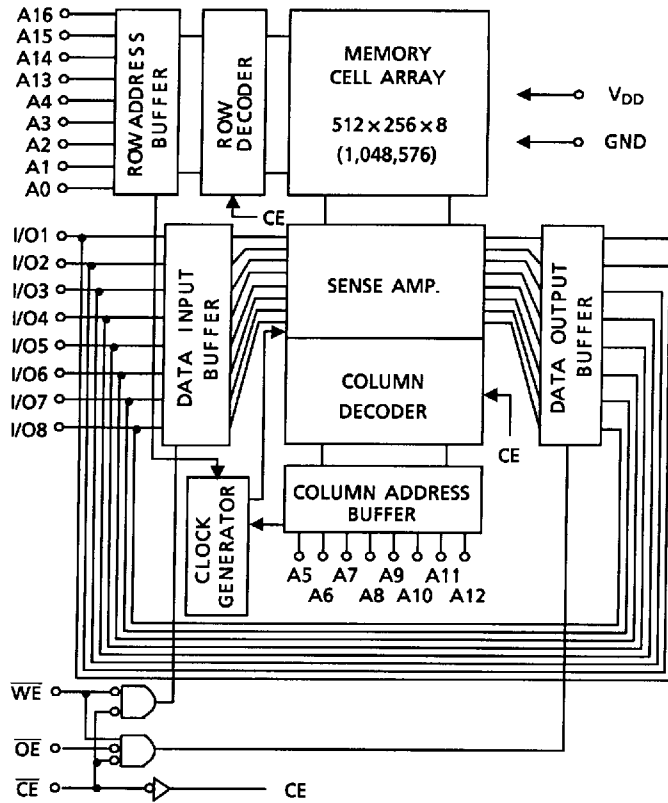 A16
A15
A14
A13
A4
A3
A2
A1
A0
ROW ADDRESS
BUFFER
ROW
DECODER
MEMORY
CELL ARRAY
512×256×8
(1,048,576)
VDD
GND
CE
I/O1
I/O2
I/O3
I/O4
I/O5
I/O6
I/O7
I/O8
DATA INPUT
BUFFER
SENSE AMP.
COLUMN
DECODER
DATA OUTPUT
BUFFER
CE
CLOCK
GENERATOR
COLUMN ADDRESS
BUFFER
A5 A7 A9 A11
A6 A8 A10 A12
W̅E̅
O̅E̅
C̅E̅
CE